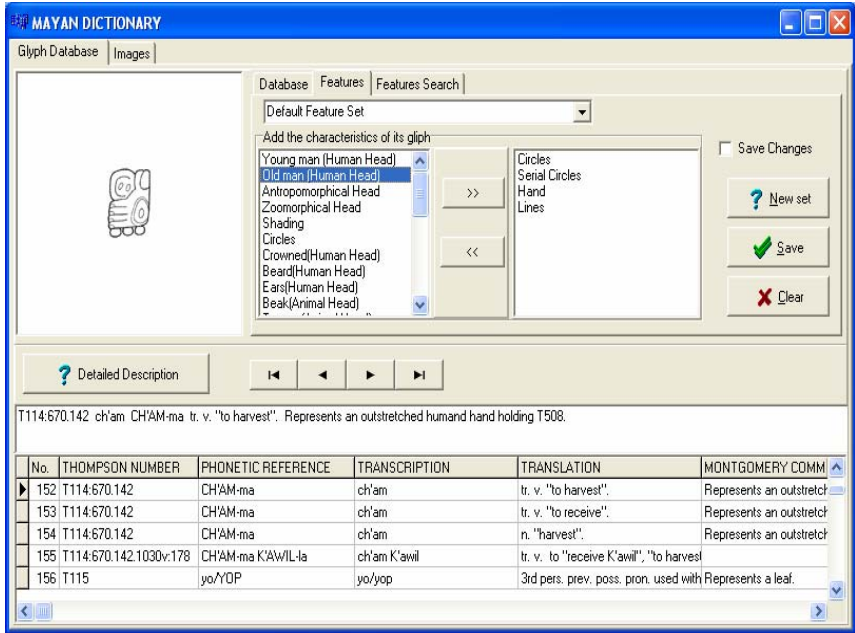 MAYAN DICTIONARY
Glyph Database Images
Database Features Features Search
Default Feature Set
Add the characteristics of its gliph
Young man (Human Head)
Old man (Human Head)
Antropomorphical Head
Zoomorphical Head
Shading
Circles
Crowned(Human Head)
Beard(Human Head)
Ears(Human Head)
Beak(Animal Head)
>>
<<
Circles
Serial Circles
Hand
Lines
Save Changes
? New set
Save
Clear
? Detailed Description
T114:670.142 ch'am CH'AM-ma tr. v. "to harvest". Represents an outstretched humand hand holding T508.
No. THOMPSON NUMBER PHONETIC REFERENCE TRANSCRIPTION TRANSLATION MONTGOMERY COMM
152 T114:670.142 CH'AM-ma ch'am tr. v. "to harvest". Represents an outstretch
153 T114:670.142 CH'AM-ma ch'am tr. v. "to receive". Represents an outstretch
154 T114:670.142 CH'AM-ma ch'am n. "harvest". Represents an outstretch
155 T114:670.142.1030v:178 CH'AM-ma K'AWIL-la ch'am K'awil tr. v. to "receive K'awil", "to harvest
156 T115 yo/YOP yo/yop 3rd pers. prev. poss. pron. used with Represents a leaf.